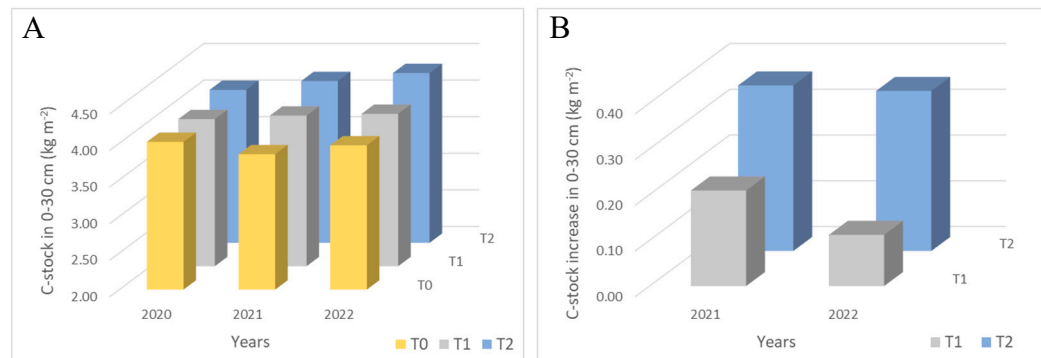 A
C-stock in 0-30 cm (kg m⁻²)
4.50
4.00
3.50
3.00
2.50
2.00
T2
T1
T0
2020
2021
2022
Years
T0 T1 T2
B
C-stock increase in 0-30 cm (kg m⁻²)
0.40
0.30
0.20
0.10
0.00
T2
T1
2021
2022
Years
T1 T2